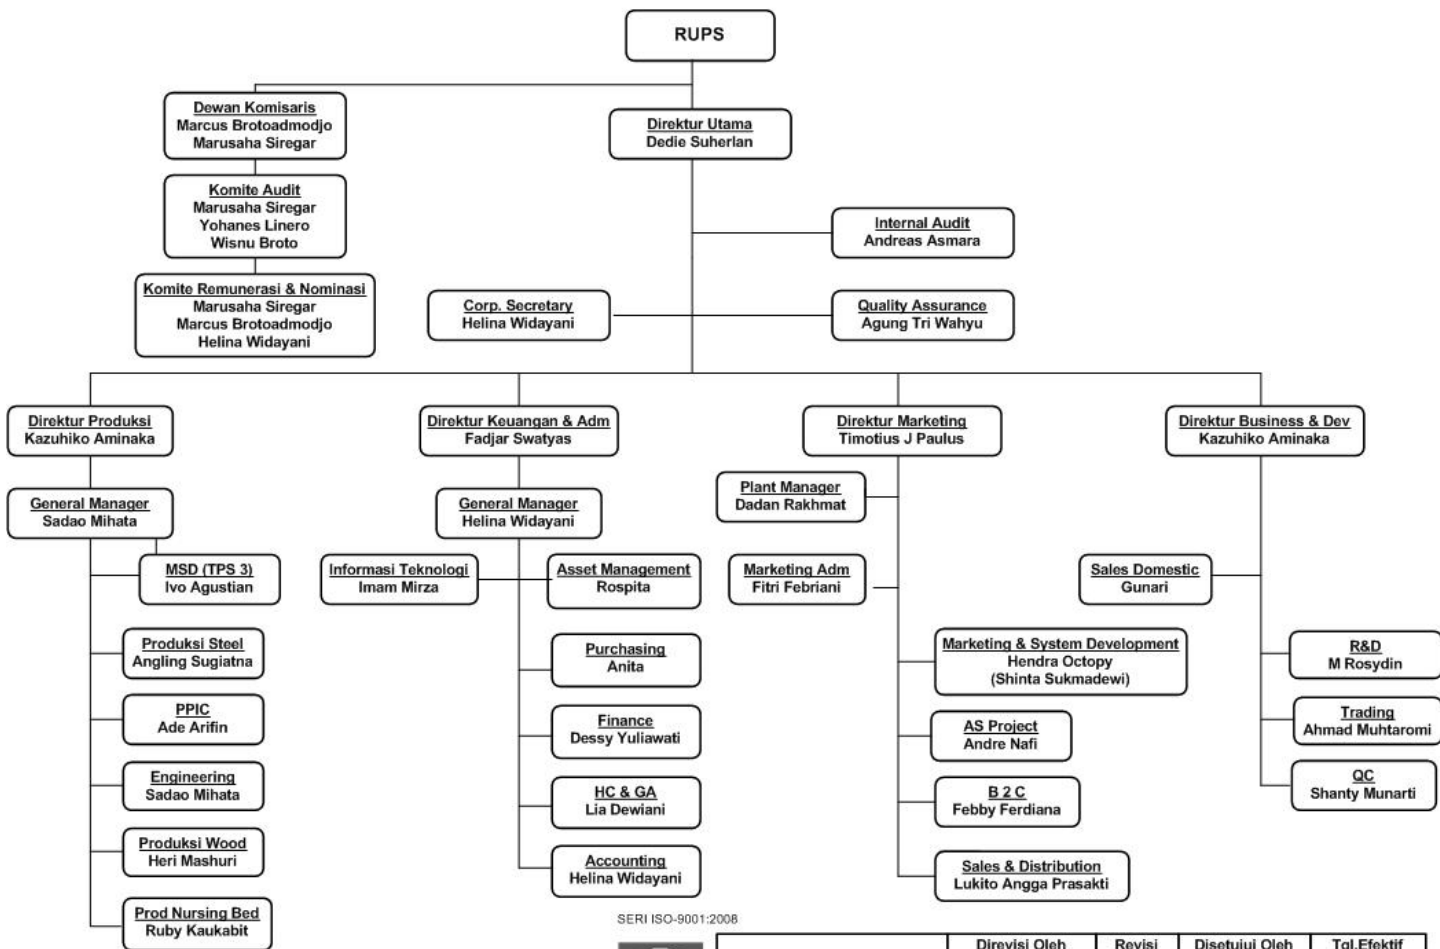 RUPS
Dewan Komisaris
Marcus Brotoadmodjo
Marusaha Siregar
Direktur Utama
Dedie Suherlan
Komite Audit
Marusaha Siregar
Yohanes Linero
Wisnu Broto
Internal Audit
Andreas Asmara
Komite Remunerasi & Nominasi
Marusaha Siregar
Marcus Brotoadmodjo
Helina Widayani
Corp. Secretary
Helina Widayani
Quality Assurance
Agung Tri Wahyu
Direktur Produksi
Kazuhiko Aminaka
Direktur Keuangan & Adm
Fadjar Swatyas
Direktur Marketing
Timotius J Paulus
Direktur Business & Dev
Kazuhiko Aminaka
General Manager
Sadao Mihata
MSD (TPS 3)
Ivo Agustian
Produksi Steel
Angling Sugiatna
PPIC
Ade Arifin
Engineering
Sadao Mihata
Produksi Wood
Heri Mashuri
Prod Nursing Bed
Ruby Kaukabit
General Manager
Helina Widayani
Informasi Teknologi
Imam Mirza
Asset Management
Rospita
Purchasing
Anita
Finance
Dessy Yuliawati
HC & GA
Lia Dewiani
Accounting
Helina Widayani
Plant Manager
Dadan Rakhmat
Marketing Adm
Fitri Febriani
Marketing & System Development
Hendra Octopy
(Shinta Sukmadewi)
AS Project
Andre Nafi
B 2 C
Febby Ferdiana
Sales & Distribution
Lukito Angga Prasakti
Sales Domestic
Gunari
R&D
M Rosydin
Trading
Ahmad Muhtaromi
QC
Shanty Munarti
SERI ISO-9001:2008
Direvisi Oleh
Revisi
Disetujui Oleh
Tgl.Efektif